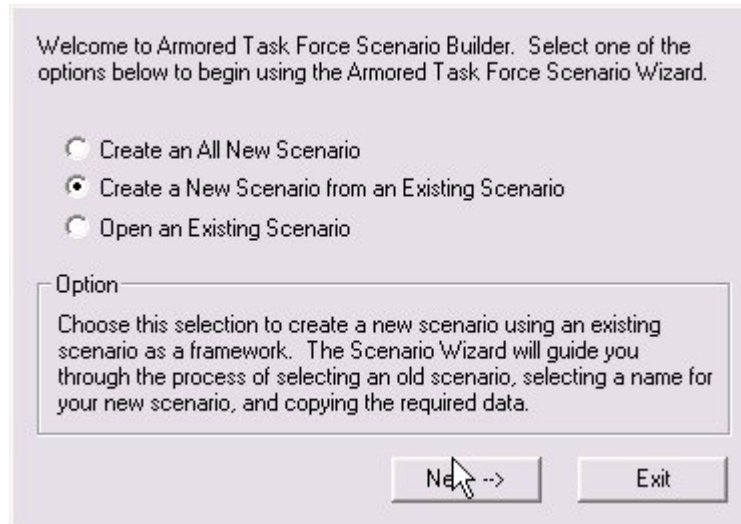 Welcome to Armored Task Force Scenario Builder. Select one of the
options below to begin using the Armored Task Force Scenario Wizard.
Create an All New Scenario
Create a New Scenario from an Existing Scenario
Open an Existing Scenario
Option
Choose this selection to create a new scenario using an existing
scenario as a framework. The Scenario Wizard will guide you
through the process of selecting an old scenario, selecting a name for
your new scenario, and copying the required data.
--> Exit